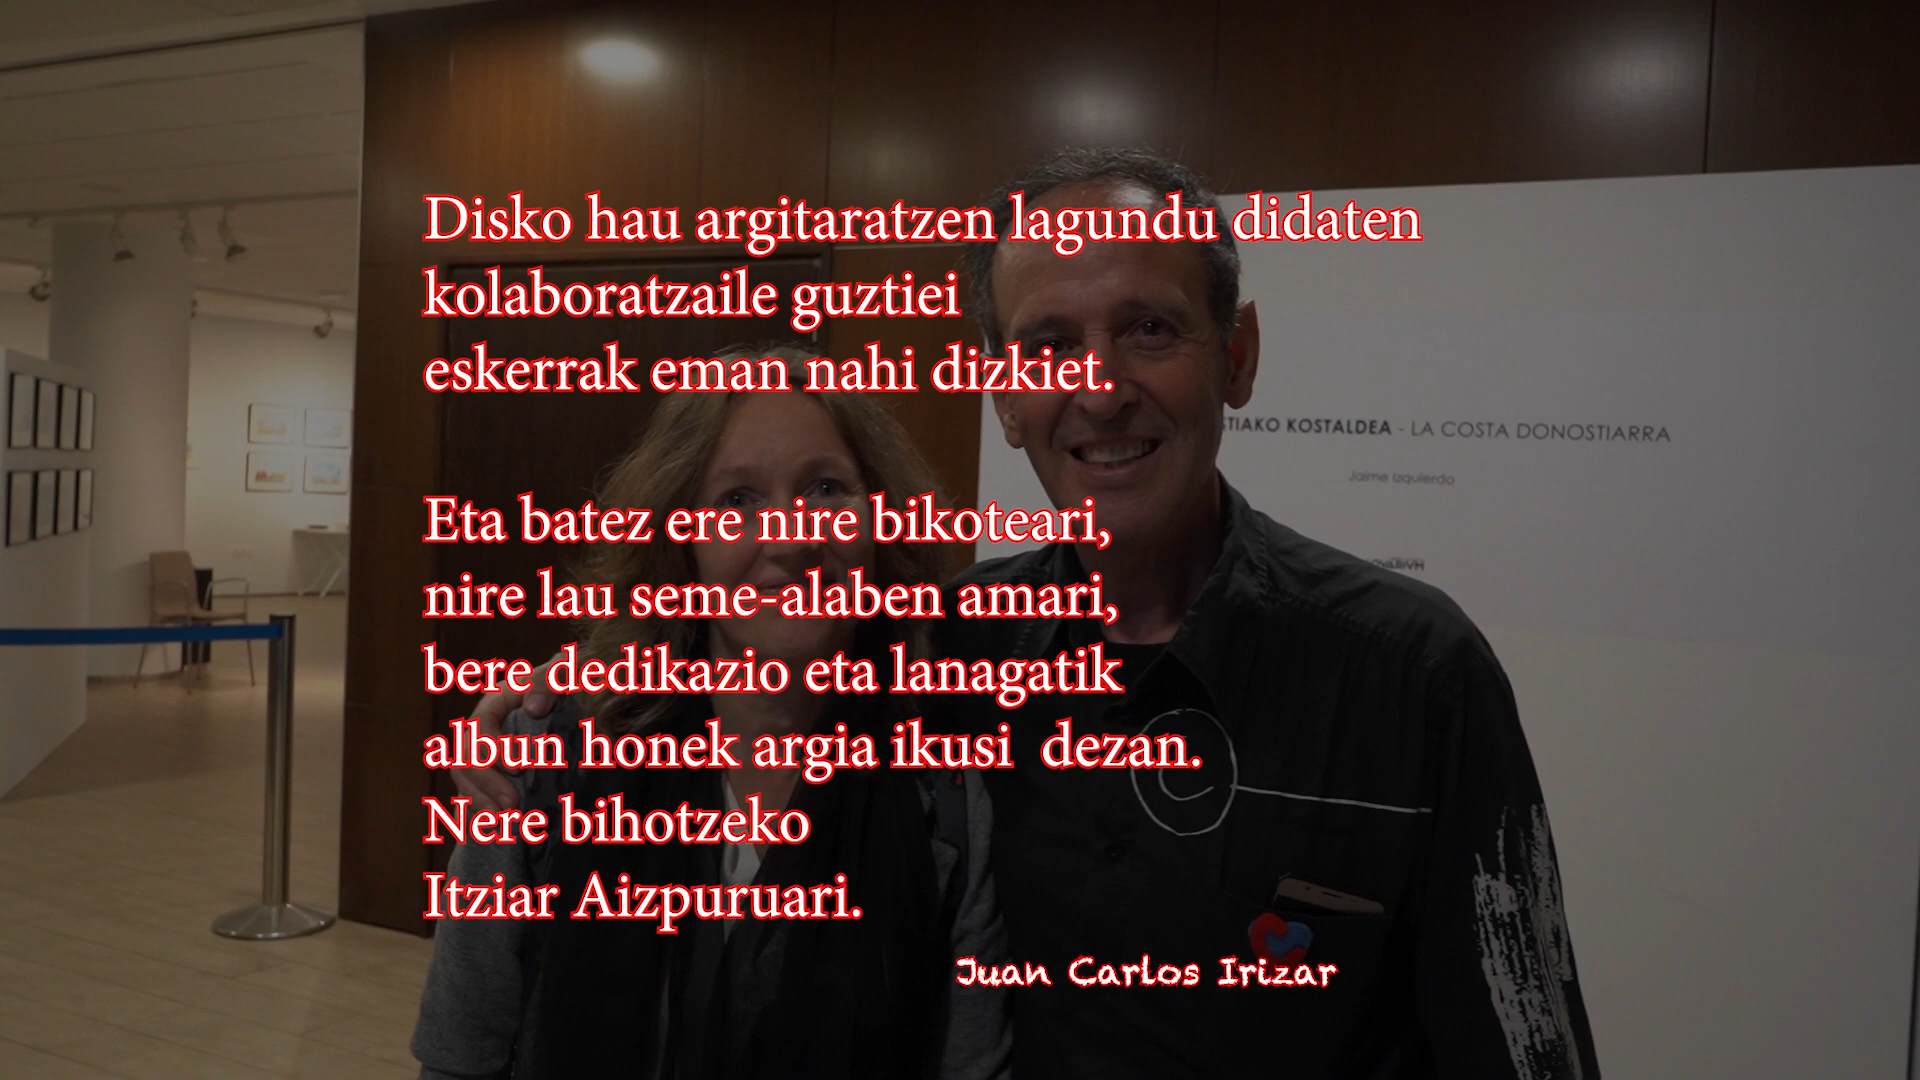 Disko hau argitaratzen lagundu didaten
kolaboratzaile guztiei
eskerrak eman nahi dizkiet.
Eta batez ere nire bikoteari,
nire lau seme-alaben amari,
bere dedikazio eta lanagatik
albun honek argia ikusi  dezan.
Nere bihotzeko
Itziar Aizpuruari.
Juan Carlos Irizar
KOSTALDEA - LA COSTA DONOSTIARRA
Jaime Izquierdo